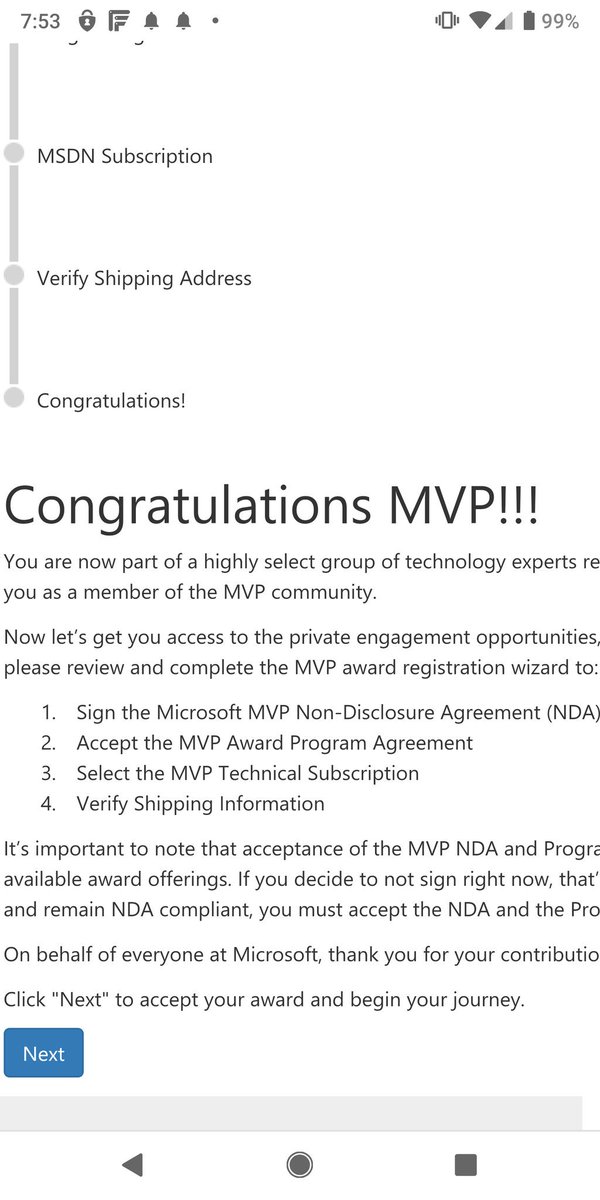 7:53
99%
MSDN Subscription
Verify Shipping Address
Congratulations!
Congratulations MVP!!!
You are now part of a highly select group of technology experts re
you as a member of the MVP community.
Now let's get you access to the private engagement opportunities,
please review and complete the MVP award registration wizard to:
1. Sign the Microsoft MVP Non-Disclosure Agreement (NDA)
2. Accept the MVP Award Program Agreement
3. Select the MVP Technical Subscription
4. Verify Shipping Information
It's important to note that acceptance of the MVP NDA and Progra
available award offerings. If you decide to not sign right now, that'
and remain NDA compliant, you must accept the NDA and the Pro
On behalf of everyone at Microsoft, thank you for your contributio
Click "Next" to accept your award and begin your journey.
Next